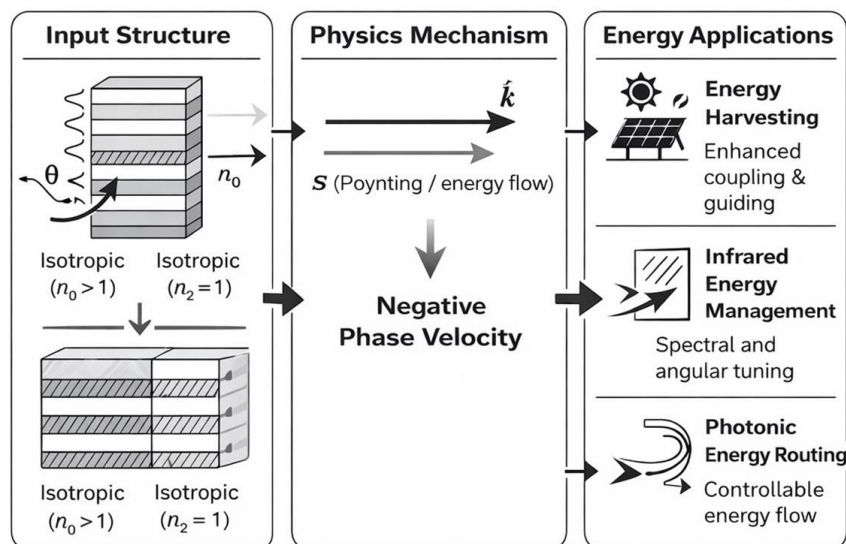 Input Structure
θ
n₀
Isotropic Isotropic
(n₀ > 1) (n₂ = 1)
Isotropic Isotropic
(n₀ > 1) (n₂ = 1)
Physics Mechanism
ḱ
S (Poynting / energy flow)
Negative
Phase Velocity
Energy Applications
Energy
Harvesting
Enhanced
coupling &
guiding
Infrared
Energy
Management
Spectral and
angular tuning
Photonic
Energy Routing
Controllable
energy flow